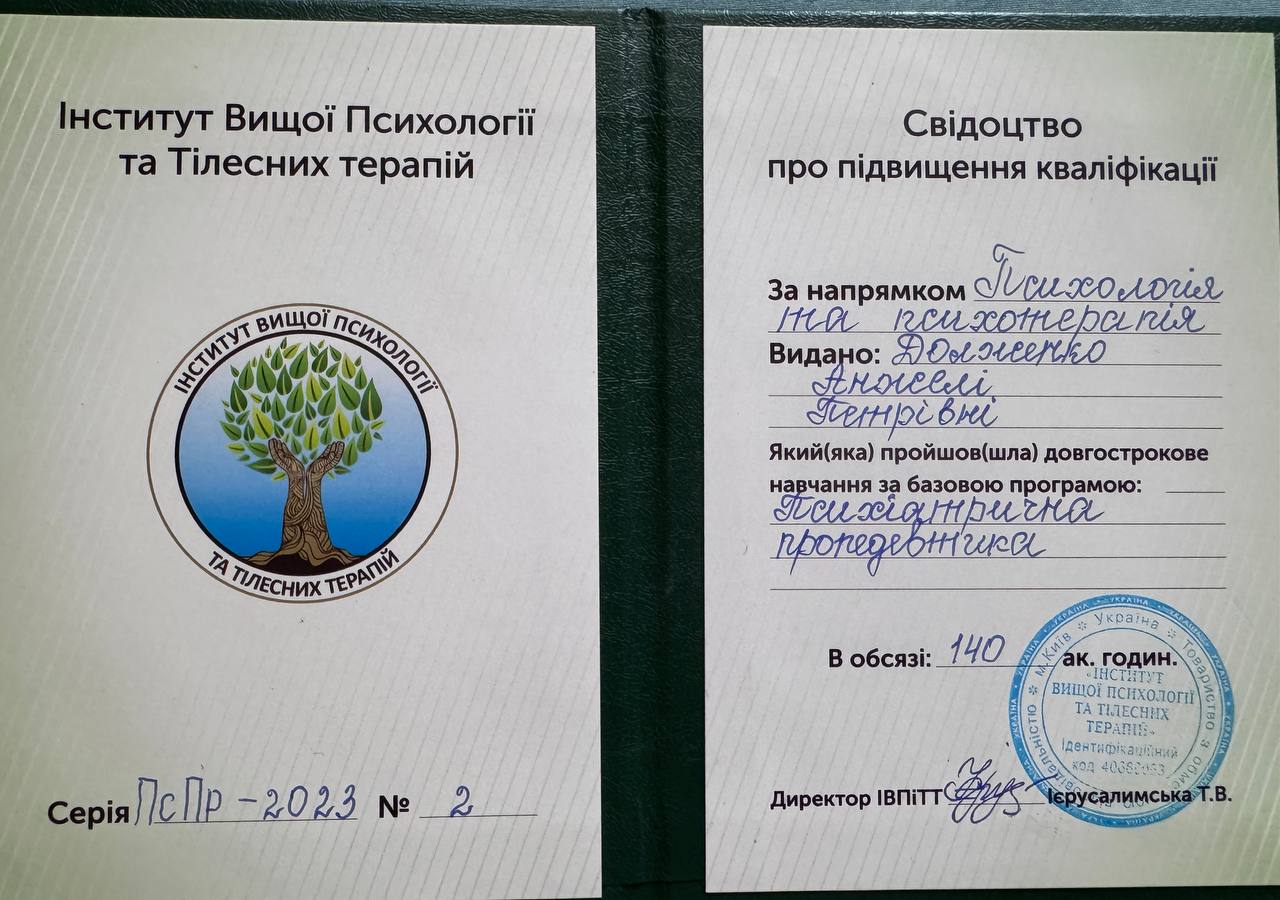 Інститут Вищої Психології
та Тілесних терапій
ІНСТИТУТ ВИЩОЇ ПСИХОЛОГІЇ
ТА ТІЛЕСНИХ ТЕРАПІЙ
Серія ПсПр-2023 № 2
Свідоцтво
про підвищення кваліфікації
За напрямком Психологія
та психотерапія
Видано: Долженко
Анжелі
Петрівні
Який(яка) пройшов(шла) довгострокове
навчання за базовою програмою:
Психіатрична
пропедевтика
В обсязі: 140 ак. годин.
Україна
м.Київ
Товариство з
«ІНСТИТУТ
ВИЩОЇ ПСИХОЛОГІЇ
ТА ТІЛЕСНИХ
ТЕРАПІЙ»
Ідентифікаційний
код
Директор ІВПіТТ Ієрусалимська Т.В.